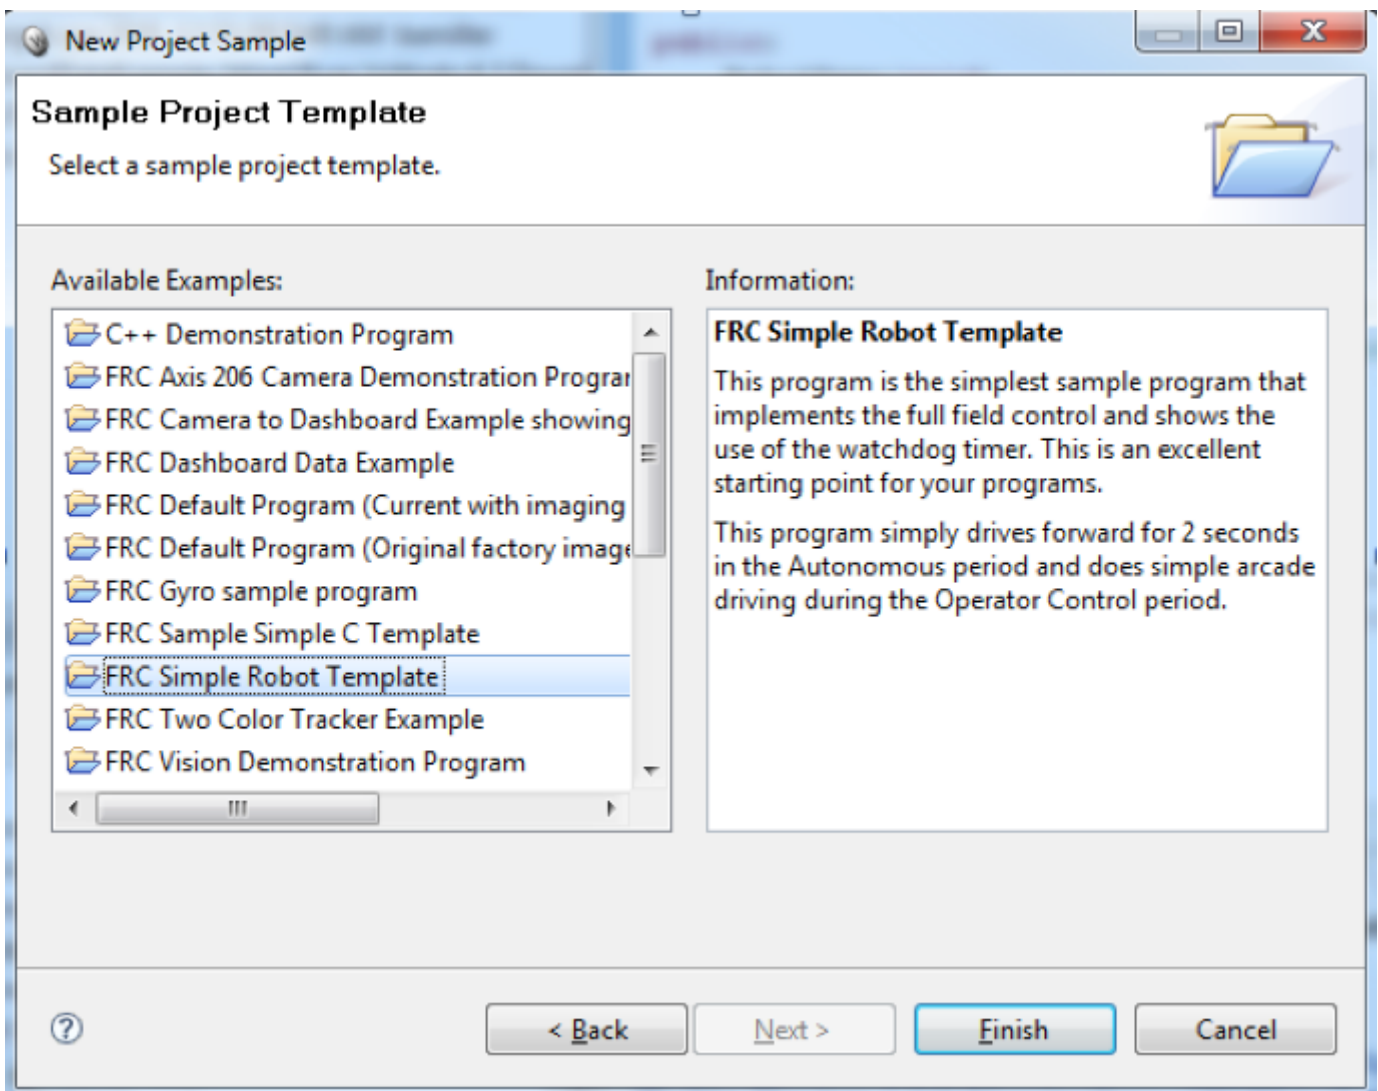 New Project Sample
Sample Project Template
Select a sample project template.
Available Examples:
C++ Demonstration Program
FRC Axis 206 Camera Demonstration
FRC Camera to Dashboard Example showing
FRC Dashboard Data Example
FRC Default Program (Current with imaging
FRC Default Program (Original factory image
FRC Gyro sample program
FRC Sample Simple C Template
FRC Simple Robot Template
FRC Two Color Tracker Example
FRC Vision Demonstration Program
Information:
FRC Simple Robot Template
This program is the simplest sample program that
implements the full field control and shows the
use of the watchdog timer. This is an excellent
starting point for your programs.
This program simply drives forward for 2 seconds
in the Autonomous period and does simple arcade
driving during the Operator Control period.
< Back
Next >
Finish
Cancel